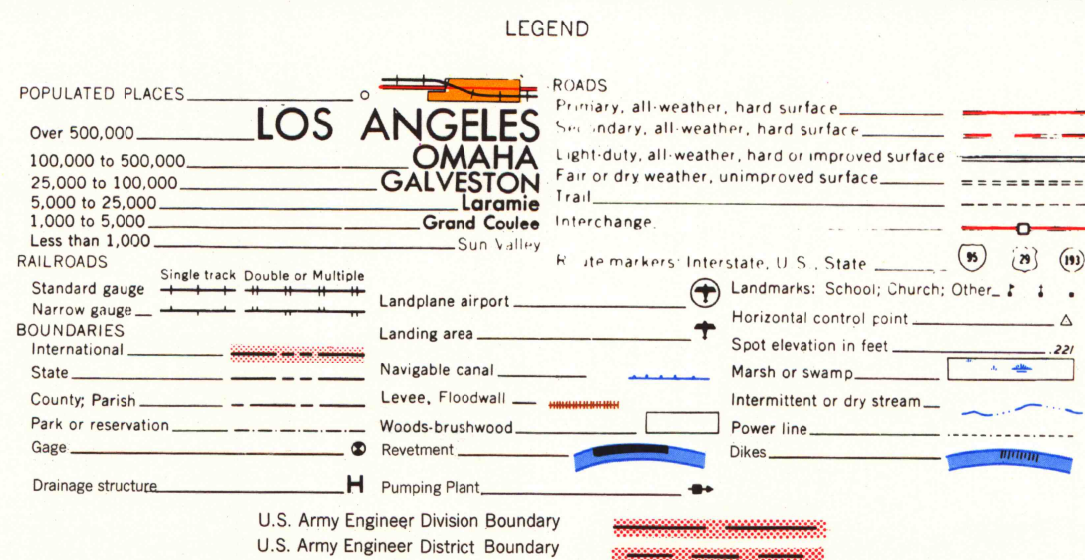 LEGEND
POPULATED PLACES
Over 500,000 LOS ANGELES
100,000 to 500,000 OMAHA
25,000 to 100,000 GALVESTON
5,000 to 25,000 Laramie
1,000 to 5,000 Grand Coulee
Less than 1,000 Sun Valley
RAILROADS
Single track Double or Multiple
Standard gauge
Narrow gauge
BOUNDARIES
International
State
County; Parish
Park or reservation
Gage
Drainage structure H
Landplane airport
Landing area
Navigable canal
Levee, Floodwall
Woods-brushwood
Revetment
Pumping Plant
ROADS
Primary, all-weather, hard surface
Secondary, all-weather, hard surface
Light-duty, all-weather, hard or improved surface
Fair or dry weather, unimproved surface
Trail
Interchange
Route markers: Interstate, U.S., State 95 29 193
Landmarks: School; Church; Other
Horizontal control point
Spot elevation in feet .221
Marsh or swamp
Intermittent or dry stream
Power line
Dikes
U.S. Army Engineer Division Boundary
U.S. Army Engineer District Boundary